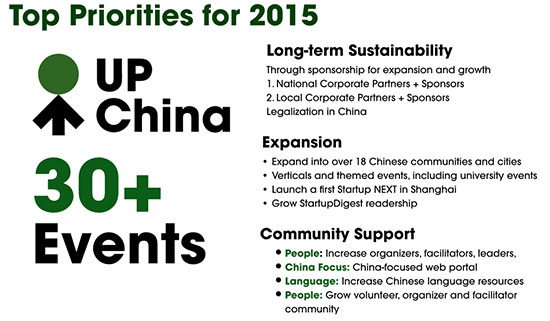 Top Priorities for 2015
UP
China
30+
Events
Long-term Sustainability
Through sponsorship for expansion and growth
1. National Corporate Partners + Sponsors
2. Local Corporate Partners + Sponsors
Legalization in China
Expansion
• Expand into over 18 Chinese communities and cities
• Verticals and themed events, including university events
• Launch a first Startup NEXT in Shanghai
• Grow StartupDigest readership
Community Support
• People: Increase organizers, facilitators, leaders,
• China Focus: China-focused web portal
• Language: Increase Chinese language resources
• People: Grow volunteer, organizer and facilitator
community